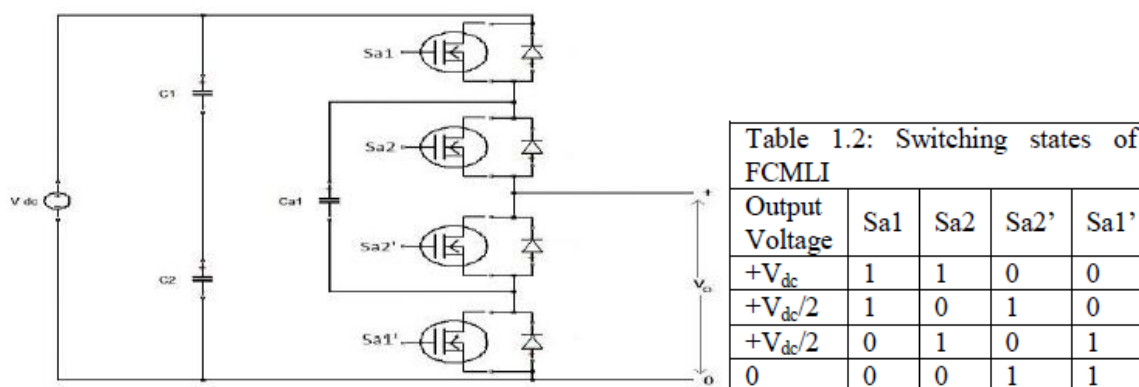 Sa1
C1
Sa2
V dc
Ca1
+
Sa2'
C2
Vo
Sa1'
0
Table 1.2: Switching states of
FCMLI
Output Voltage Sa1 Sa2 Sa2’ Sa1’
+Vdc 1 1 0 0
+Vdc/2 1 0 1 0
+Vdc/2 0 1 0 1
0 0 0 1 1